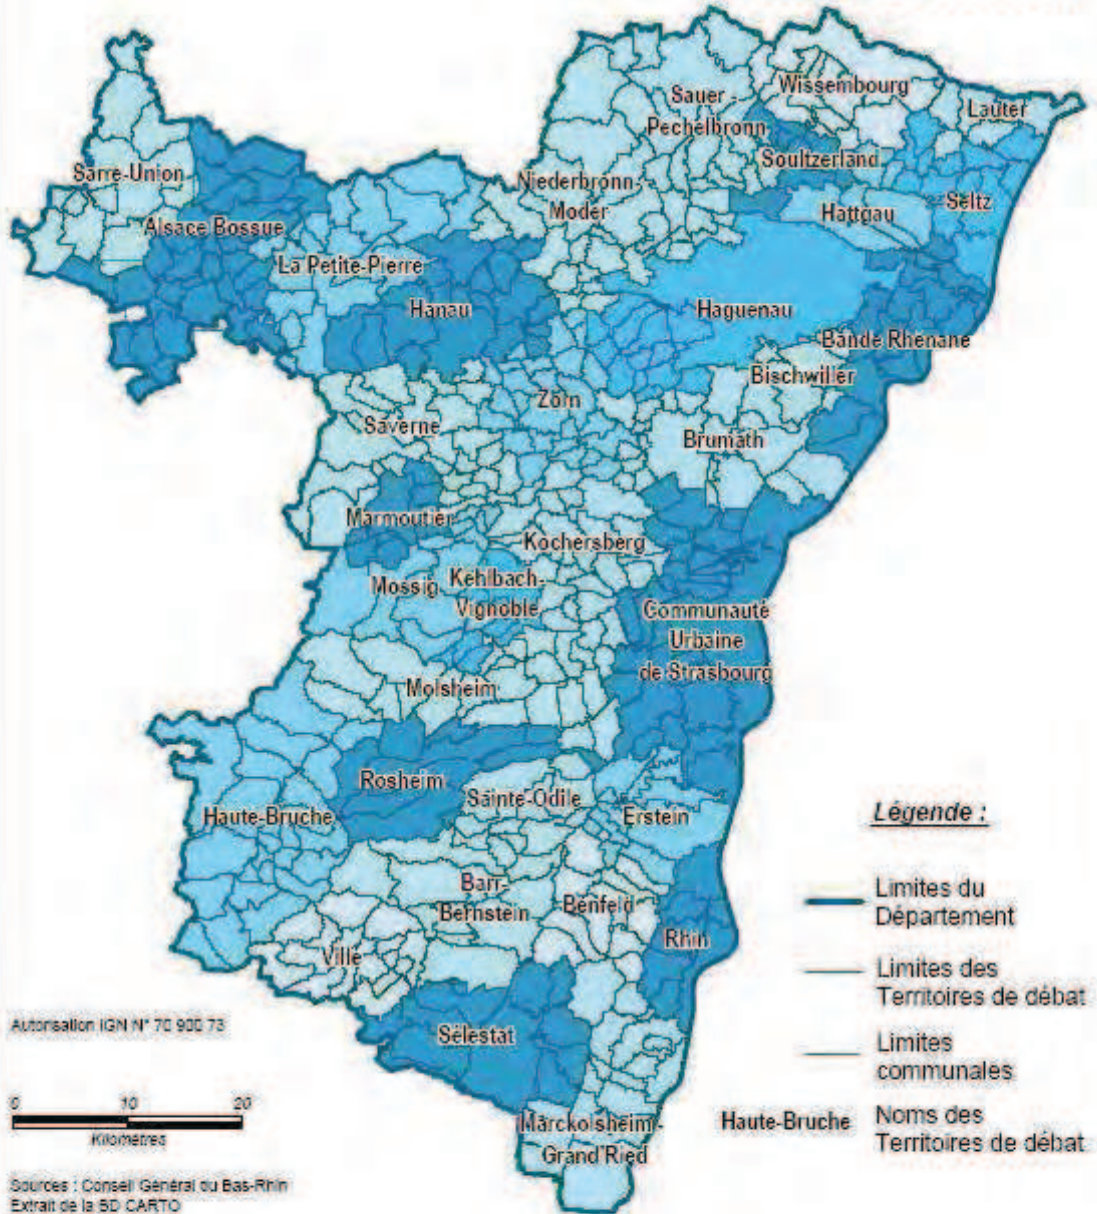 Wissembourg
Sauer -
Pechelbronn
Lauter
Soultzerland
Sarre-Union
Niederbronn-
Moder
Hattgau
Seltz
Alsace Bossue
La Petite-Pierre
Hanau
Haguenau
Bande Rhénane
Bischwiller
Zorn
Saverne
Brumath
Marmoutier
Kochersberg
Mossig
Kehlbach-
Vignoble
Communauté
Urbaine
de Strasbourg
Molsheim
Rosheim
Sainte-Odile
Haute-Bruche
Erstein
Barr-
Bernstein
Benfeld
Rhin
Villé
Sélestat
Marckolsheim -
Grand'Ried
Légende :
Limites du
Département
Limites des
Territoires de débat
Limites
communales
Haute-Bruche
Noms des
Territoires de débat
Autorisation IGN N° 70 900 73
0 10 20
Kilomètres
Sources : Conseil Général du Bas-Rhin
Extrait de la BD CARTO